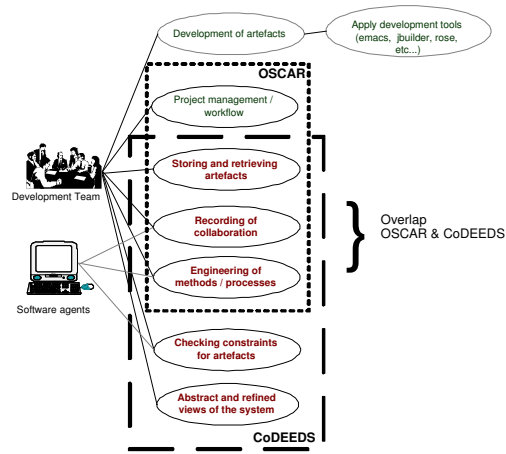 Development of artefacts
Apply development tools
(emacs, jbuilder, rose,
etc...)
OSCAR
Project management /
workflow
Storing and retrieving
artefacts
Development Team
Recording of
collaboration
Overlap
OSCAR & CoDEEDS
Engineering of
methods / processes
Software agents
Checking constraints
for artefacts
Abstract and refined
views of the system
CoDEEDS